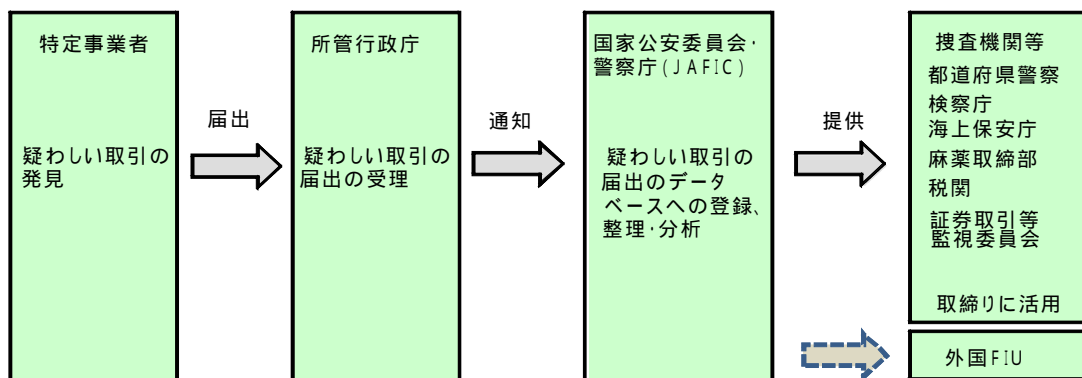 特定事業者
疑わしい取引の
発見
届出
所管行政庁
疑わしい取引の
届出の受理
通知
国家公安委員会・
警察庁(JAFIC)
疑わしい取引の
届出のデータ
ベースへの登録、
整理・分析
提供
捜査機関等
都道府県警察
検察庁
海上保安庁
麻薬取締部
税関
証券取引等
監視委員会
取締りに活用
外国FIU